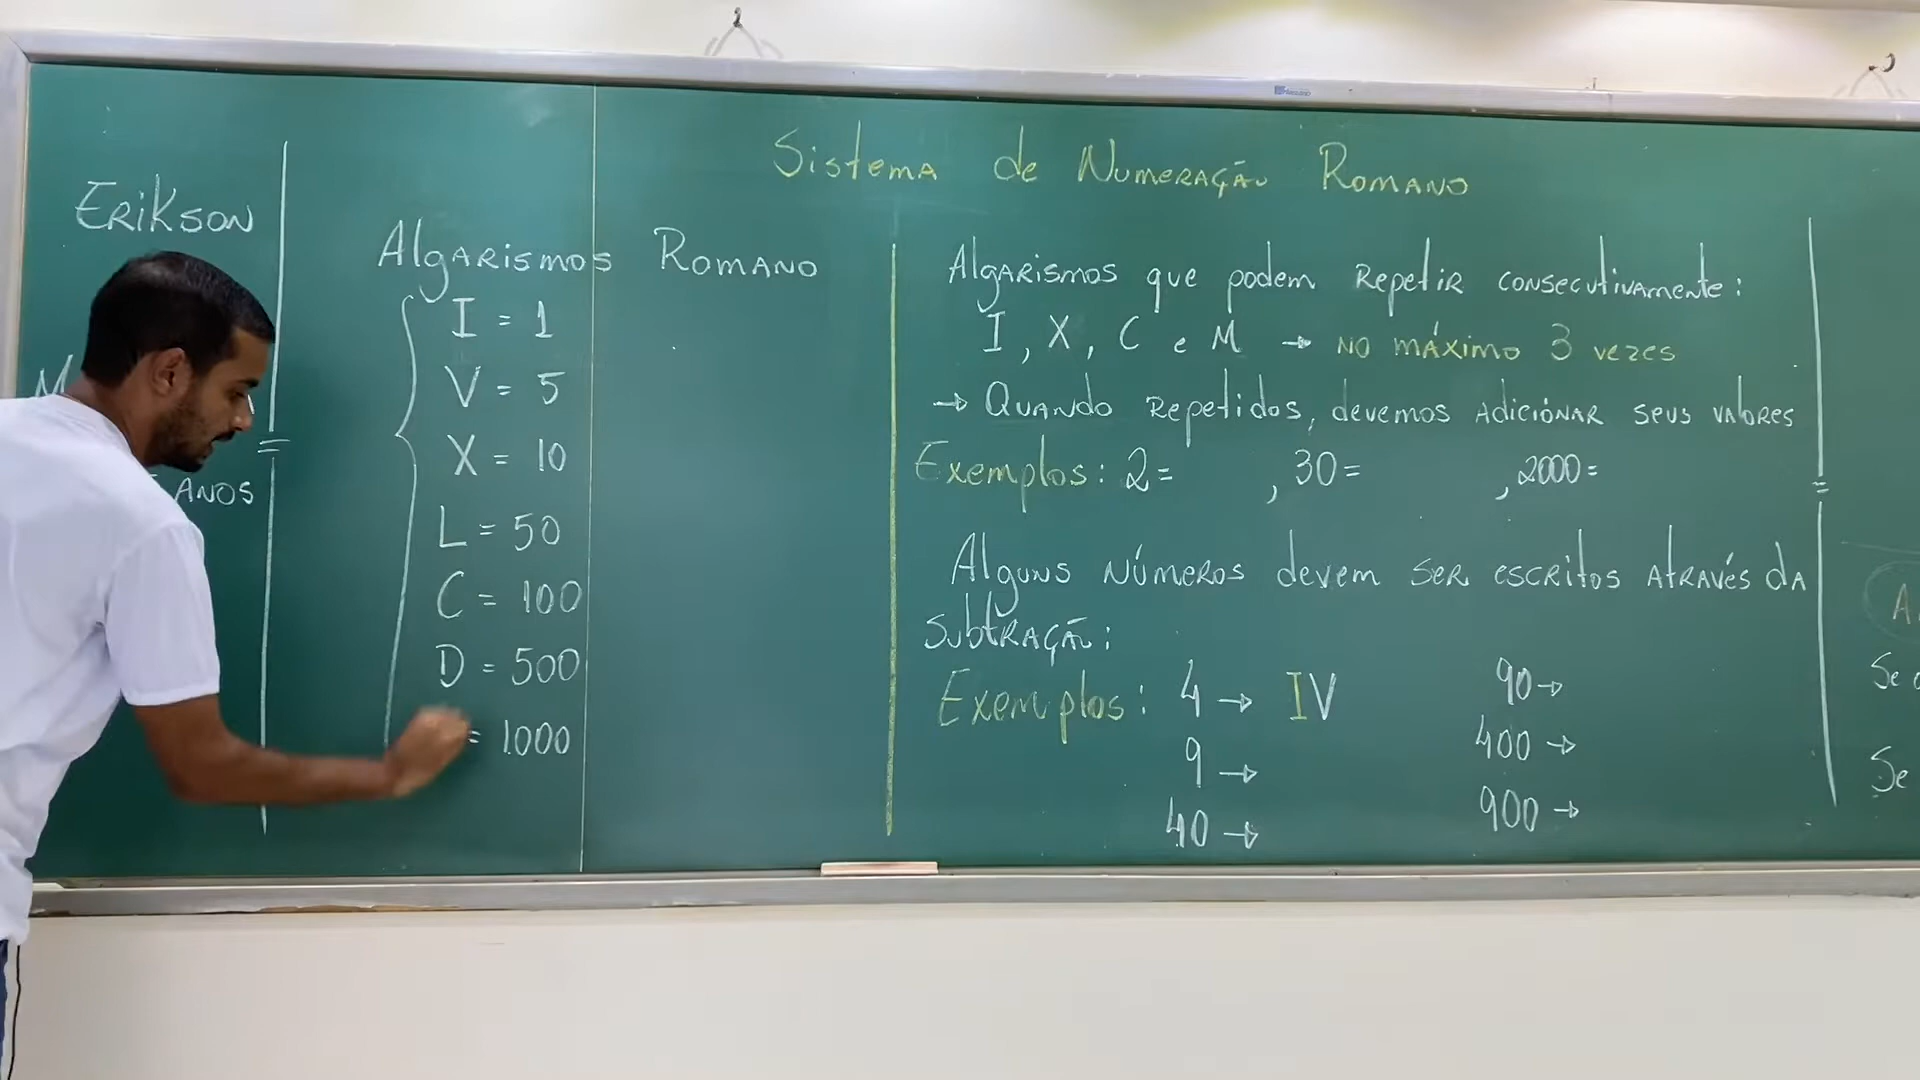 Sistema de Numeração Romano
Erikson
anos
Algarismos Romano
I = 1
V = 5
X = 10
L = 50
C = 100
D = 500
= 1.000
Algarismos que podem repetir consecutivamente:
I, X, C e M → no máximo 3 vezes
→ Quando repetidos, devemos adicionar seus valores
Exemplos: 2= , 30= , 2000=
Alguns números devem ser escritos através da
subtração:
Exemplos: 4 → IV
9 →
40 →
90 →
400 →
900 →
Se
Se